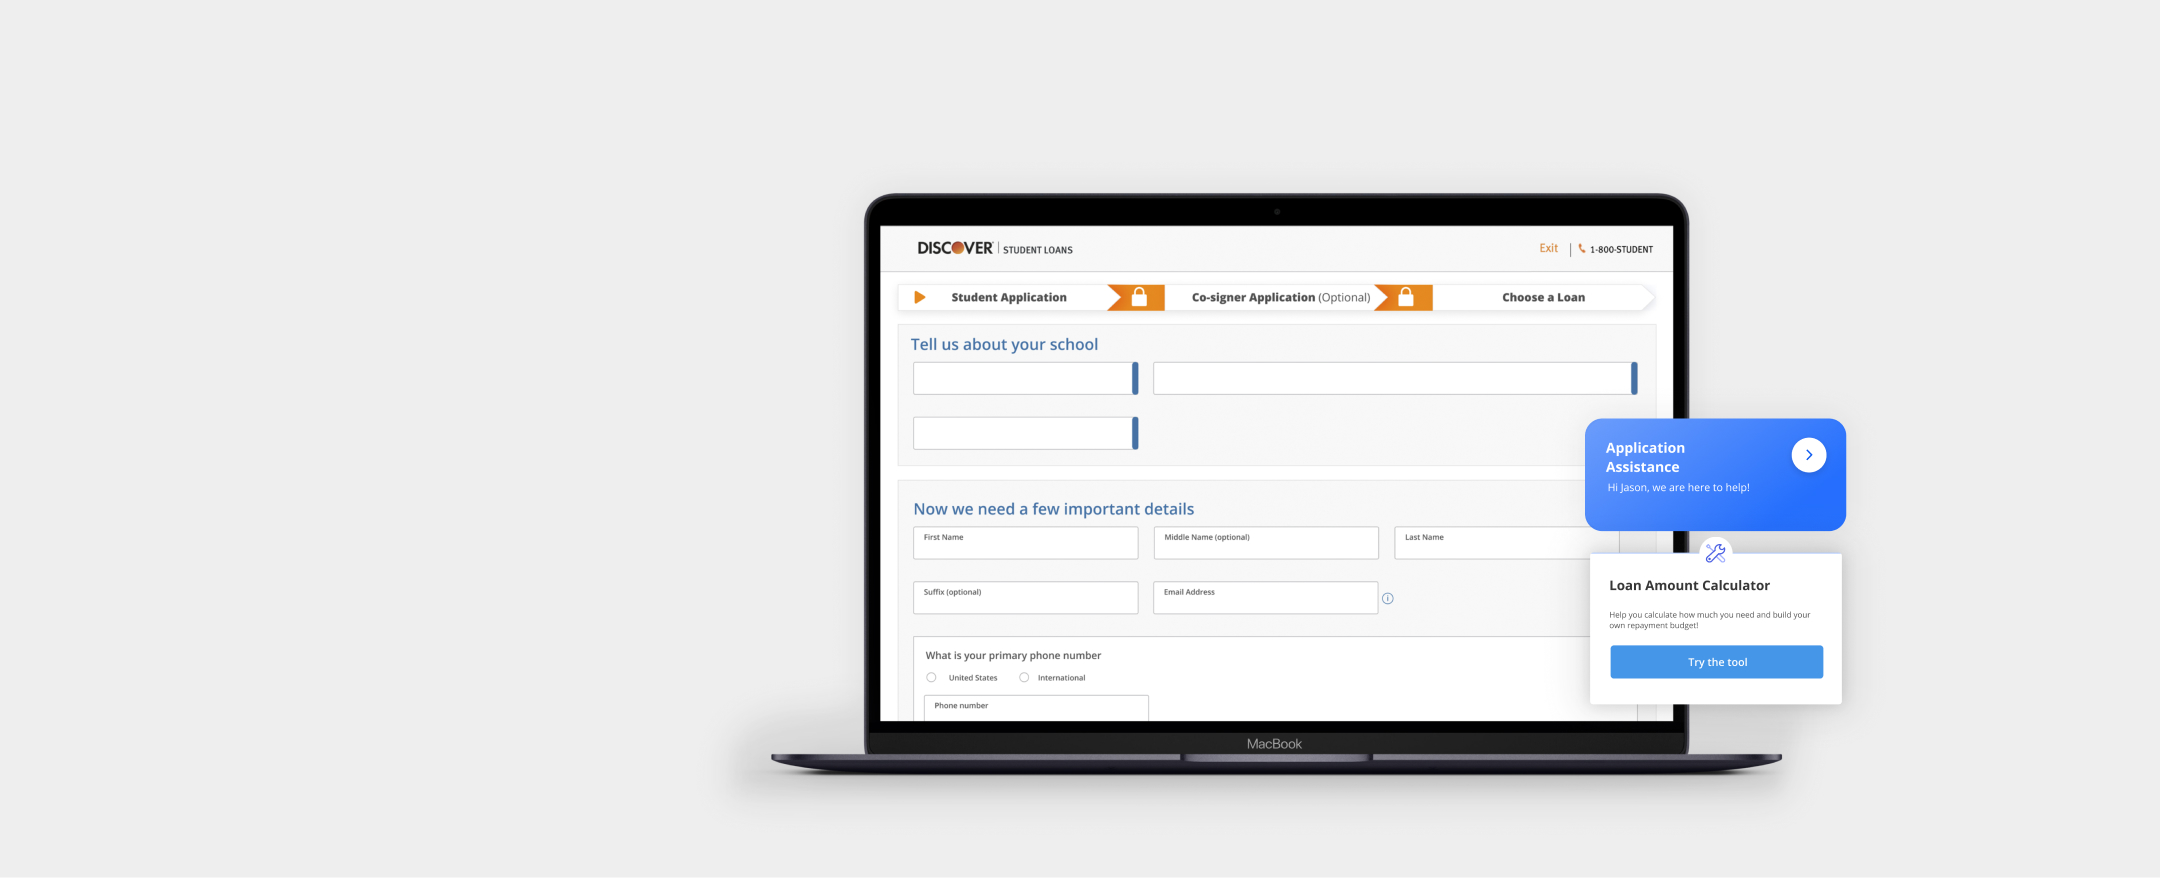 DISCOVER STUDENT LOANS
Exit
1-800-STUDENT
Student Application
Co-signer Application (Optional)
Choose a Loan
Tell us about your school
Now we need a few important details
First Name
Middle Name (optional)
Last Name
Suffix (optional)
Email Address
What is your primary phone number
United States
International
Phone number
Application
Assistance
Hi Jason, we are here to help!
Loan Amount Calculator
Help you calculate how much you need and build your
own repayment budget!
Try the tool
MacBook